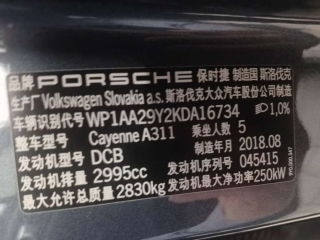 品牌 PORSCHE 保时捷 制造国 斯洛伐克
生产厂 Volkswagen Slovakia a.s. 斯洛伐克大众汽车股份公司制造
车辆识别代号 WP1AA29Y2KDA16734 1,0%
整车型号 Cayenne A311 乘坐人数 5
发动机型号 DCB 制造年月 2018.08
发动机排量 2995cc 发动机号 045415
最大允许总质量 2830kg 发动机最大净功率 250kW